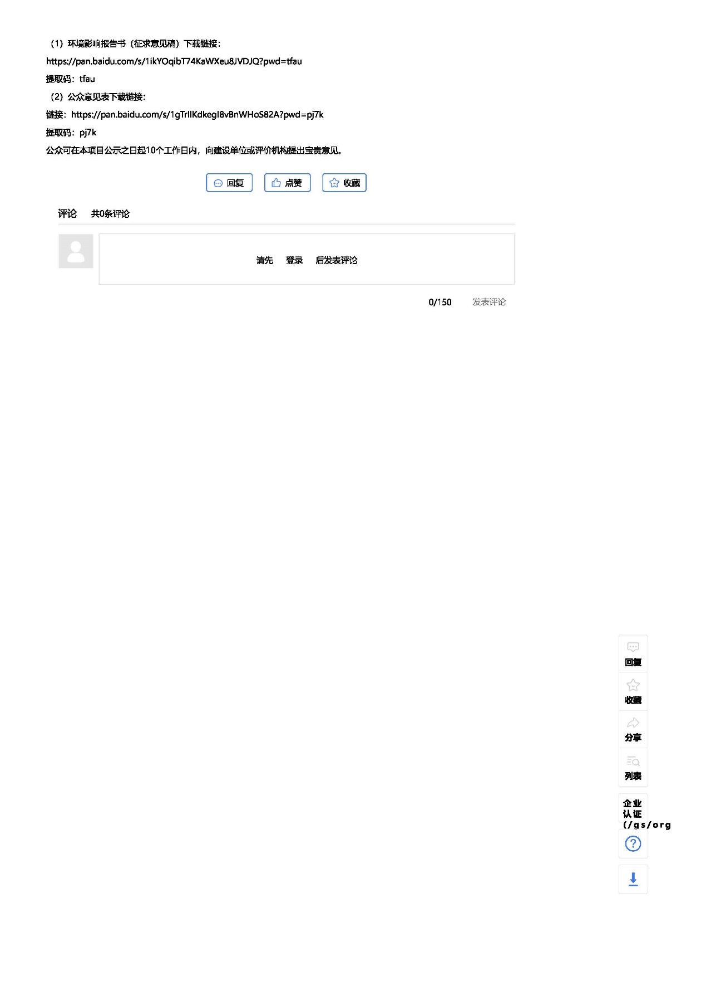 （1）环境影响报告书（征求意见稿）下载链接：
https://pan.baidu.com/s/1ikYOqibT74KaWXeu8JVDJQ?pwd=tfau
提取码：tfau
（2）公众意见表下载链接：
链接：https://pan.baidu.com/s/1gTrIlKdkegI8vBnWHoS82A?pwd=pj7k
提取码：pj7k
公众可在本项目公示之日起10个工作日内，向建设单位或评价机构提出宝贵意见。
回复 点赞 收藏
评论 共0条评论
请先 登录 后发表评论
0/150 发表评论
回复
收藏
分享
列表
企业
认证
(/gs/org